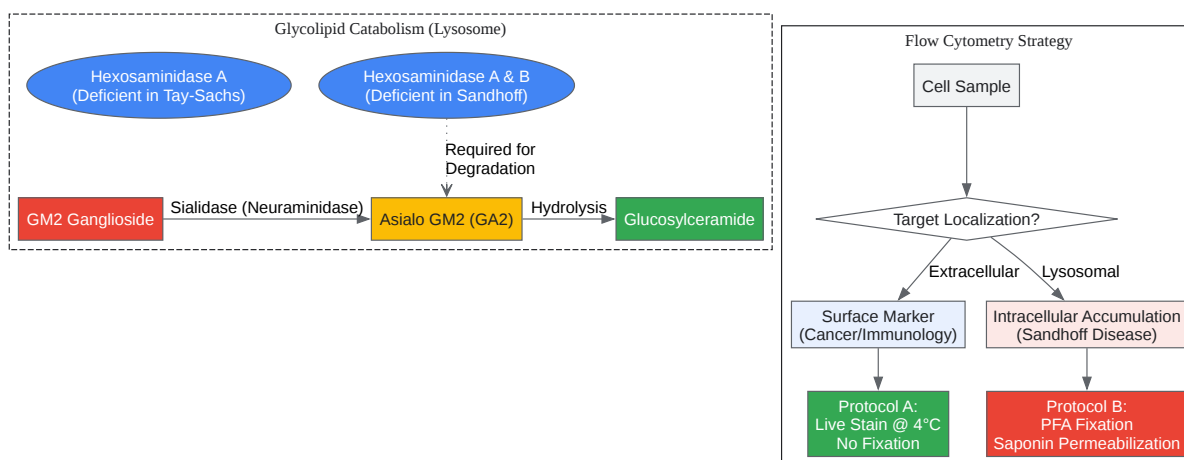 Glycolipid Catabolism (Lysosome)
Hexosaminidase A
(Deficient in Tay-Sachs)
Hexosaminidase A & B
(Deficient in Sandhoff)
Required for
Degradation
GM2 Ganglioside
Sialidase (Neuraminidase)
Asialo GM2 (GA2)
Hydrolysis
Glucosylceramide
Flow Cytometry Strategy
Cell Sample
Target Localization?
Extracellular
Lysosomal
Surface Marker
(Cancer/Immunology)
Intracellular Accumulation
(Sandhoff Disease)
Protocol A:
Live Stain @ 4°C
No Fixation
Protocol B:
PFA Fixation
Saponin Permeabilization